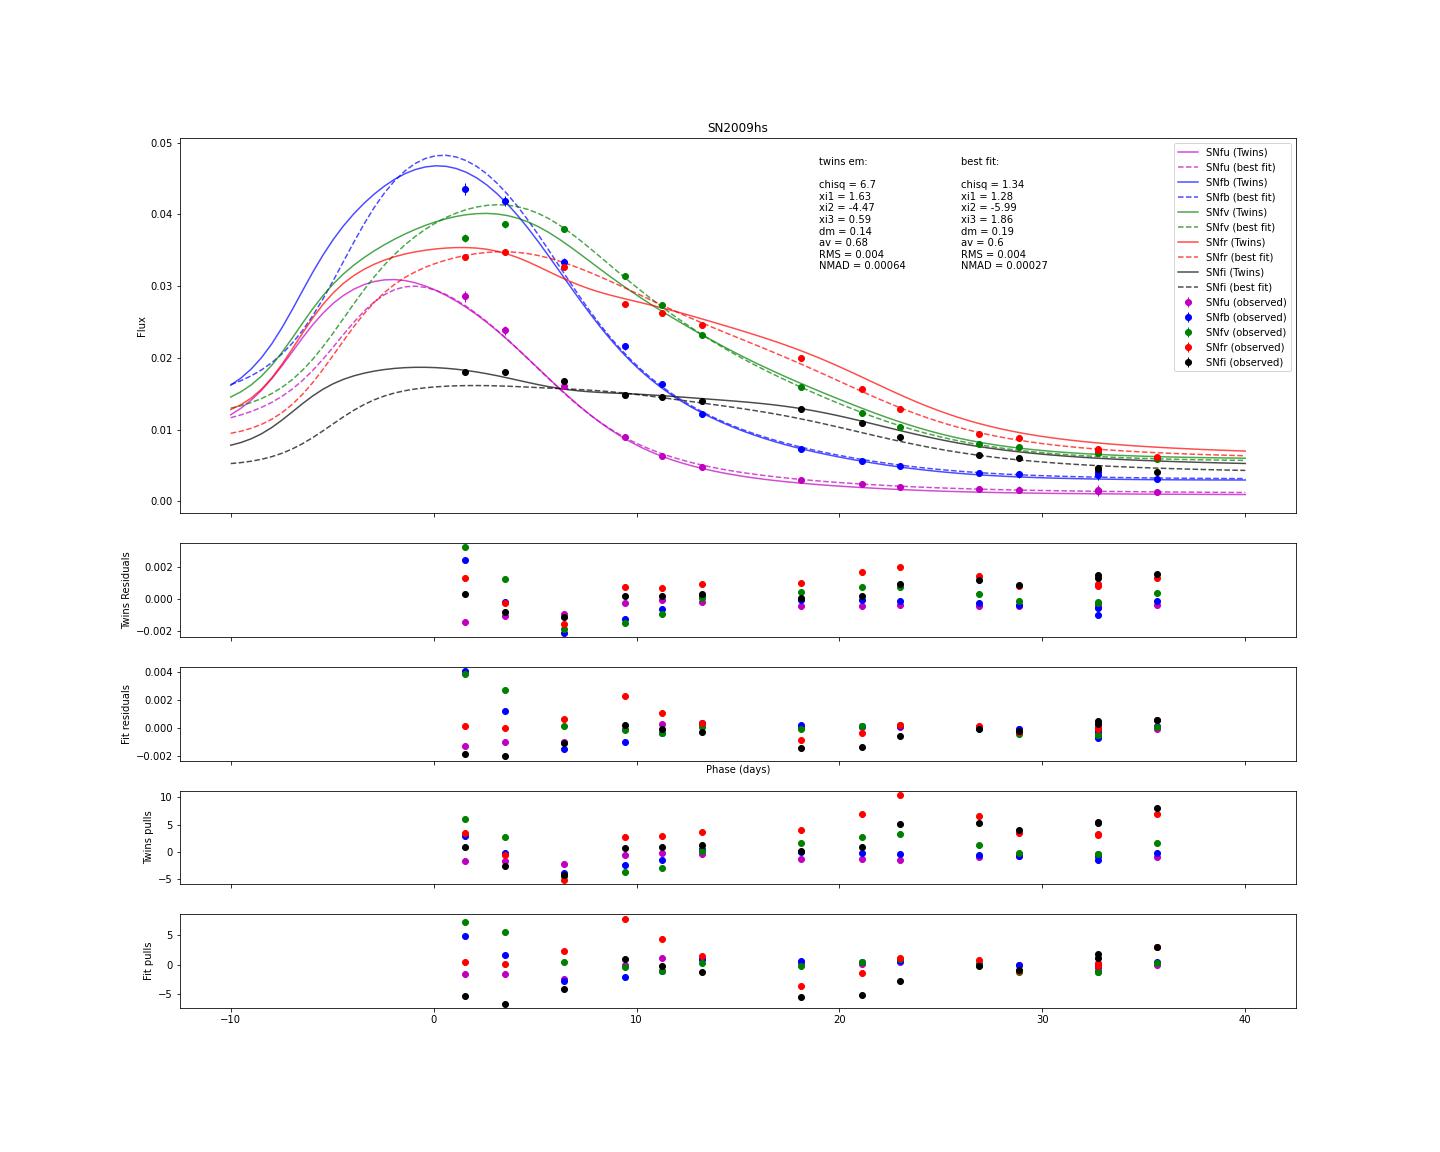 SN2009hs
0.05
0.04
0.03
0.02
0.01
0.00
Flux
twins em:
chisq = 6.7
xi1 = 1.63
xi2 = -4.47
xi3 = 0.59
dm = 0.14
av = 0.68
RMS = 0.004
NMAD = 0.00064
best fit:
chisq = 1.34
xi1 = 1.28
xi2 = -5.99
xi3 = 1.86
dm = 0.19
av = 0.6
RMS = 0.004
NMAD = 0.00027
SNfu (Twins)
SNfu (best fit)
SNfb (Twins)
SNfb (best fit)
SNfv (Twins)
SNfv (best fit)
SNfr (Twins)
SNfr (best fit)
SNfi (Twins)
SNfi (best fit)
SNfu (observed)
SNfb (observed)
SNfv (observed)
SNfr (observed)
SNfi (observed)
Twins Residuals
0.002
0.000
−0.002
Fit residuals
0.004
0.002
0.000
−0.002
Phase (days)
Twins pulls
10
5
0
−5
Fit pulls
5
0
−5
−10
0
10
20
30
40